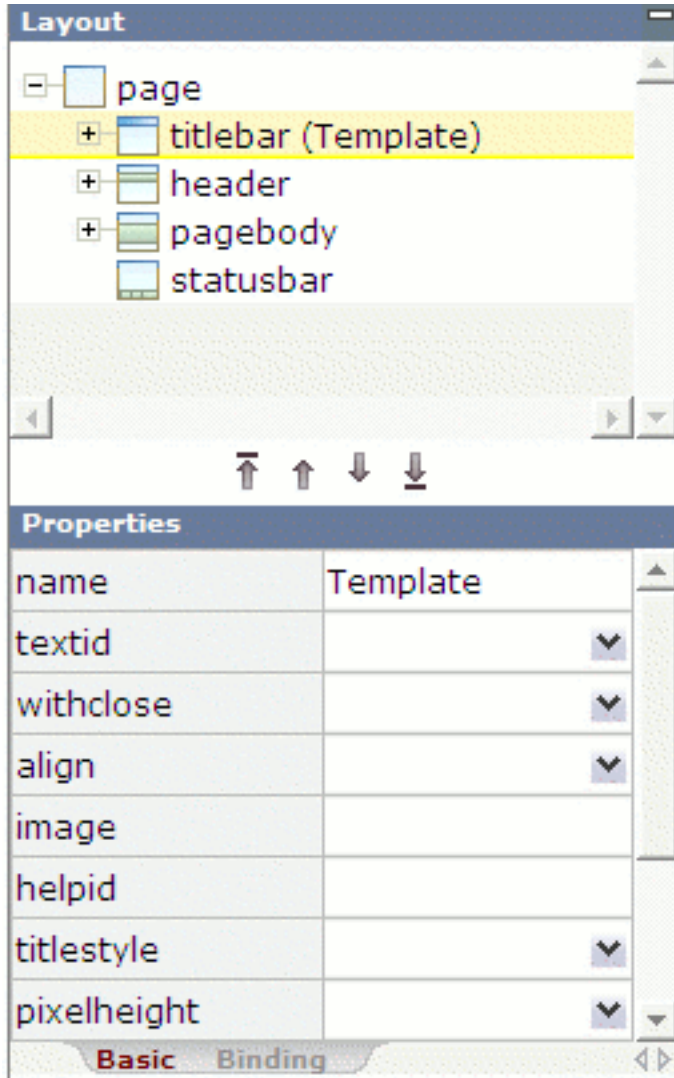 Layout
page
titlebar (Template)
header
pagebody
statusbar
Properties
name Template
textid
withclose
align
image
helpid
titlestyle
pixelheight
Basic Binding